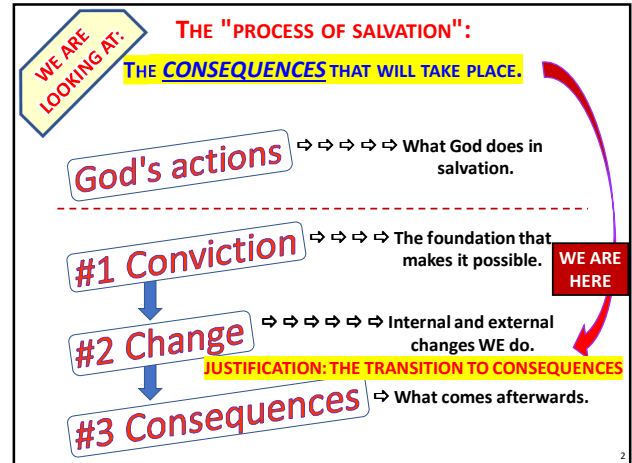 WE ARE
LOOKING AT:
THE "PROCESS OF SALVATION":
THE CONSEQUENCES THAT WILL TAKE PLACE.
God's actions ⇨ ⇨ ⇨ ⇨ ⇨ What God does in
salvation.
#1 Conviction ⇨ ⇨ ⇨ ⇨ The foundation that
makes it possible.
WE ARE
HERE
#2 Change ⇨ ⇨ ⇨ ⇨ ⇨ ⇨ Internal and external
changes WE do.
JUSTIFICATION: THE TRANSITION TO CONSEQUENCES
#3 Consequences ⇨ What comes afterwards.
2